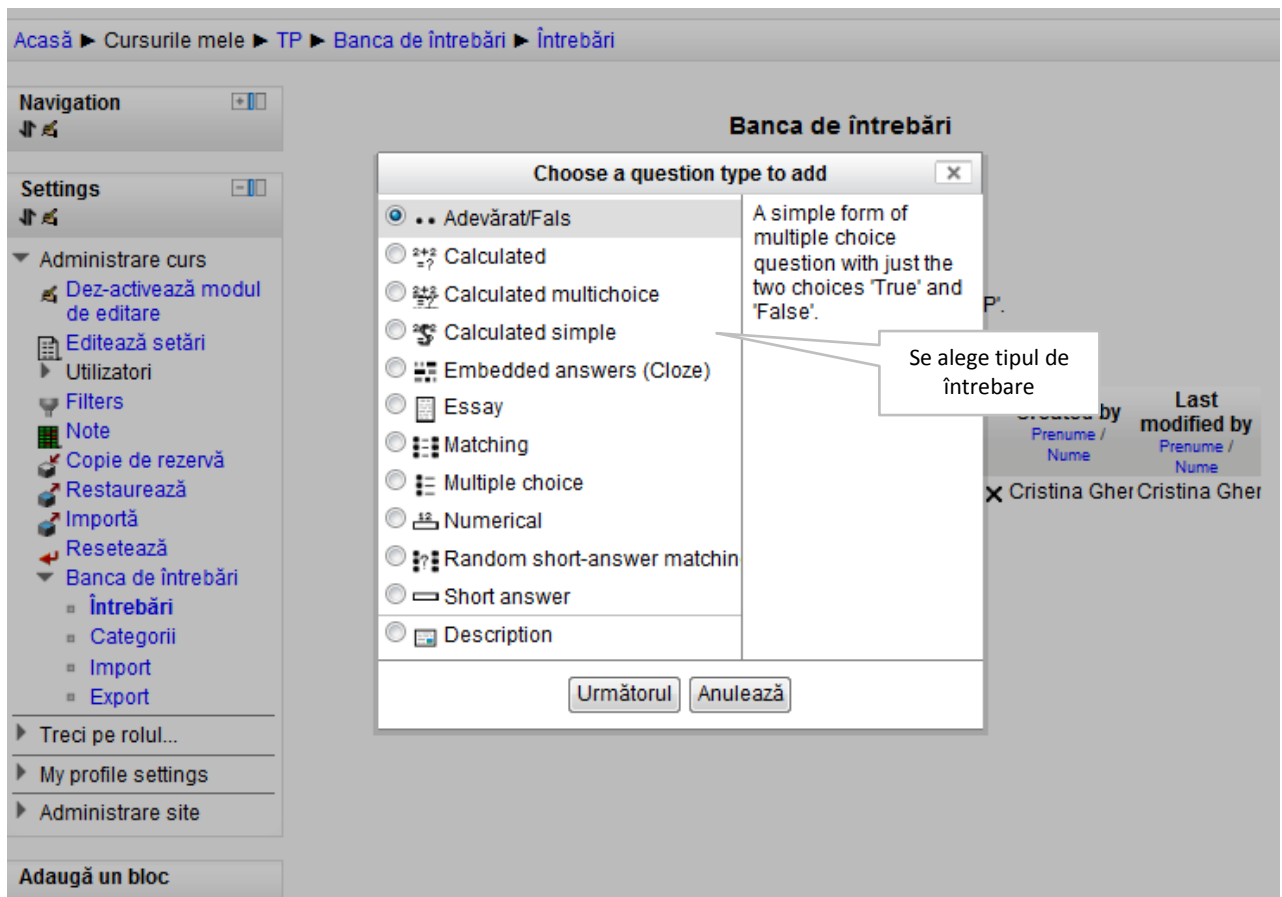 Acasă ► Cursurile mele ► TP ► Banca de întrebări ► Întrebări
Navigation
Settings
Administrare curs
Dez-activează modul
de editare
Editează setări
Utilizatori
Filters
Note
Copie de rezervă
Restaurează
Importă
Resetează
Banca de întrebări
Întrebări
Categorii
Import
Export
Treci pe rolul...
My profile settings
Administrare site
Adaugă un bloc
Banca de întrebări
Choose a question type to add
Adevărat/Fals
Calculated
Calculated multichoice
Calculated simple
Embedded answers (Cloze)
Essay
Matching
Multiple choice
Numerical
Random short-answer matchin
Short answer
Description
A simple form of
multiple choice
question with just the
two choices 'True' and
'False'.
Următorul Anulează
P'.
Se alege tipul de
întrebare
Created by
Prenume /
Nume
Last
modified by
Prenume /
Nume
Cristina Gher Cristina Gher